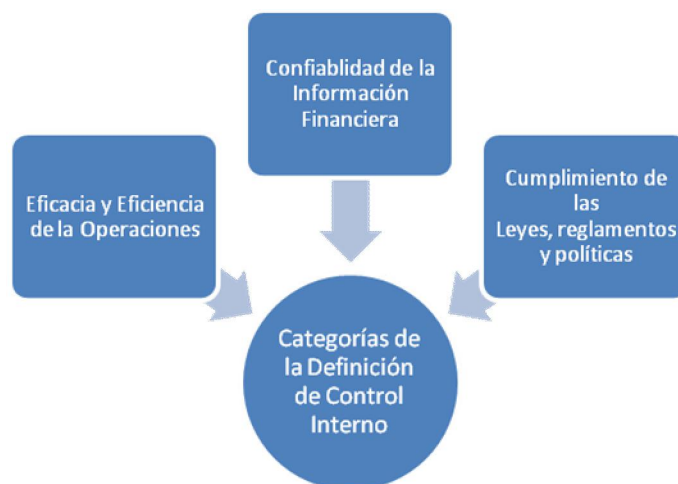 Confiablidad de la
Información
Financiera
Eficacia y Eficiencia
de la Operaciones
Cumplimiento de
las
Leyes, reglamentos
y políticas
Categorías de
la Definición
de Control
Interno